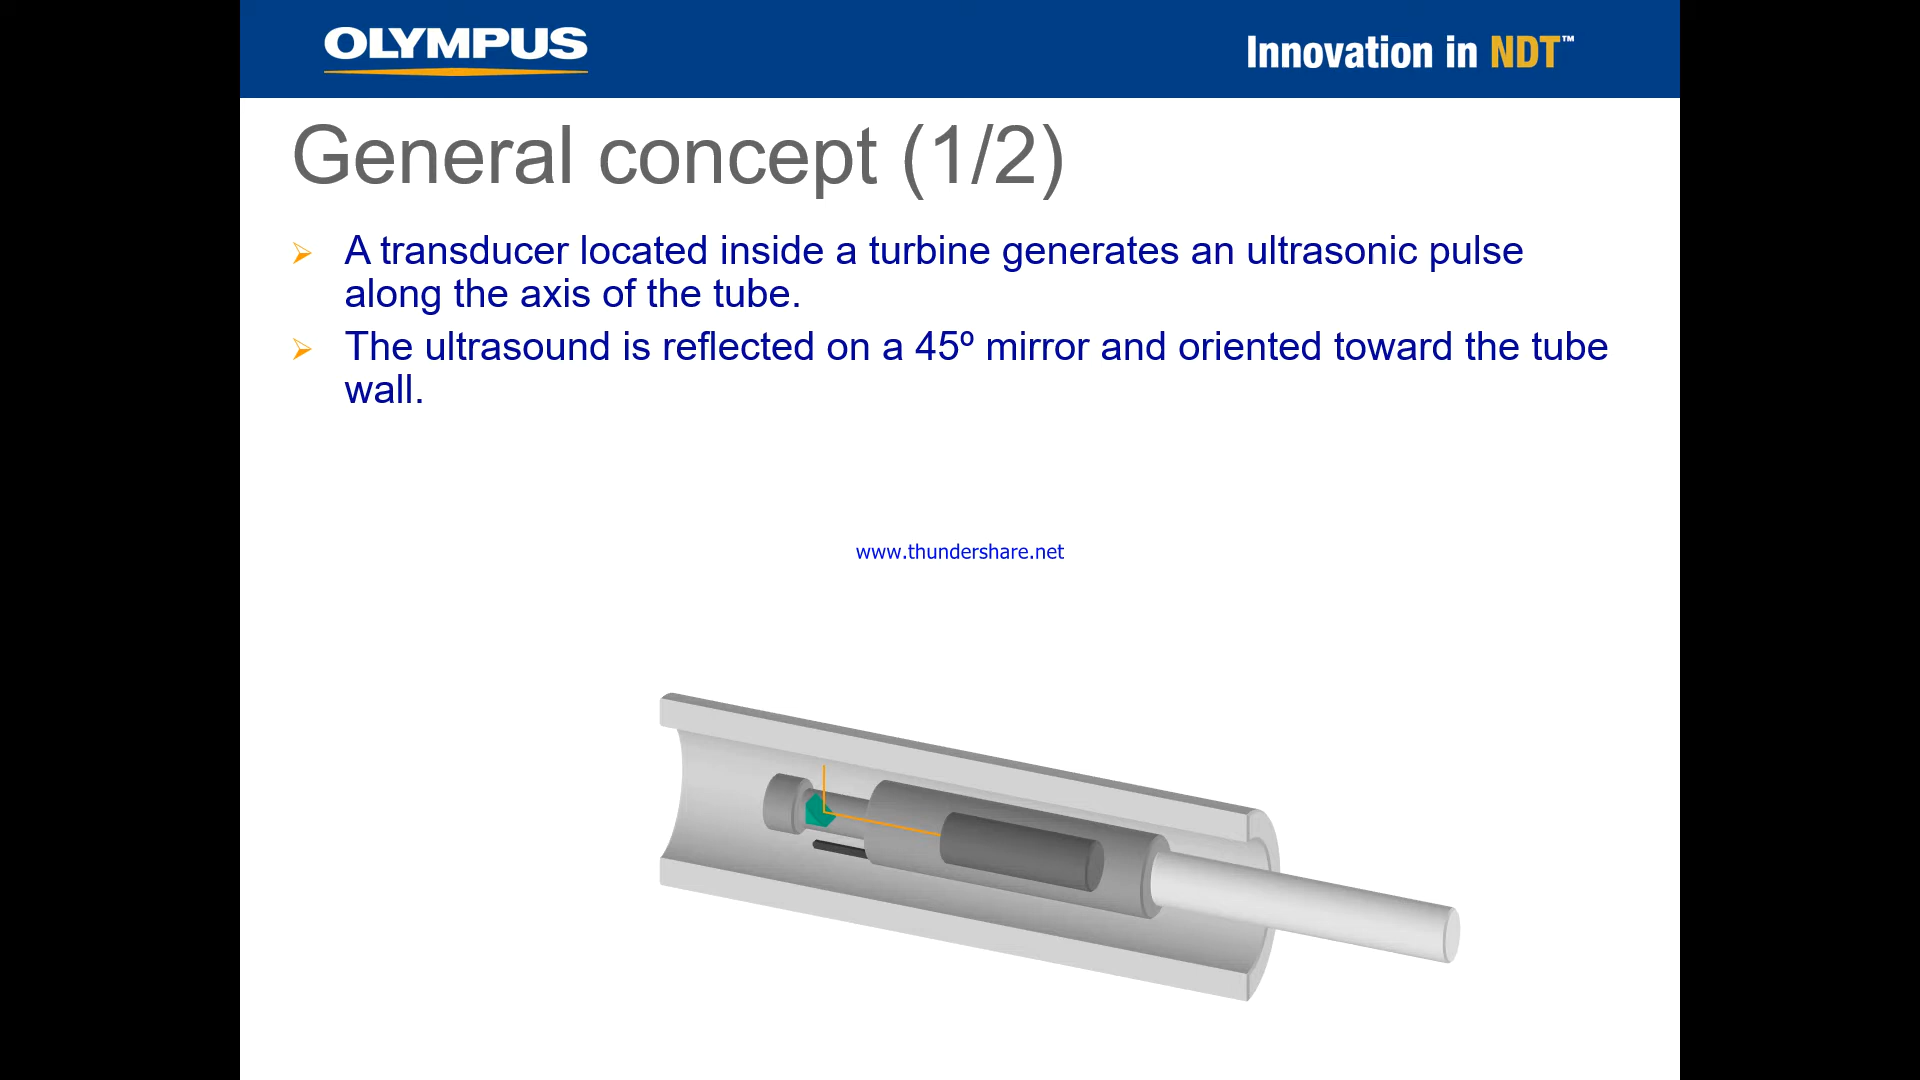 OLYMPUS
Innovation in NDT™
General concept (1/2)
A transducer located inside a turbine generates an ultrasonic pulse
along the axis of the tube.
The ultrasound is reflected on a 45º mirror and oriented toward the tube
wall.
www.thundershare.net